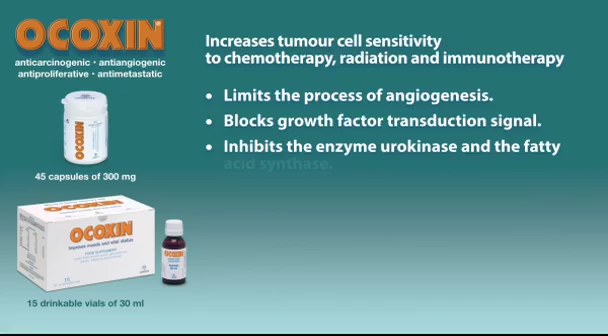 OCOXIN®
anticarcinogenic • antiangiogenic
antiproliferative • antimetastatic
OCOXIN
45 capsules of 300 mg
OCOXIN
OCOXIN
15
15 drinkable vials of 30 ml
Increases tumour cell sensitivity
to chemotherapy, radiation and immunotherapy
• Limits the process of angiogenesis.
• Blocks growth factor transduction signal.
• Inhibits the enzyme urokinase and the fatty
acid synthase.